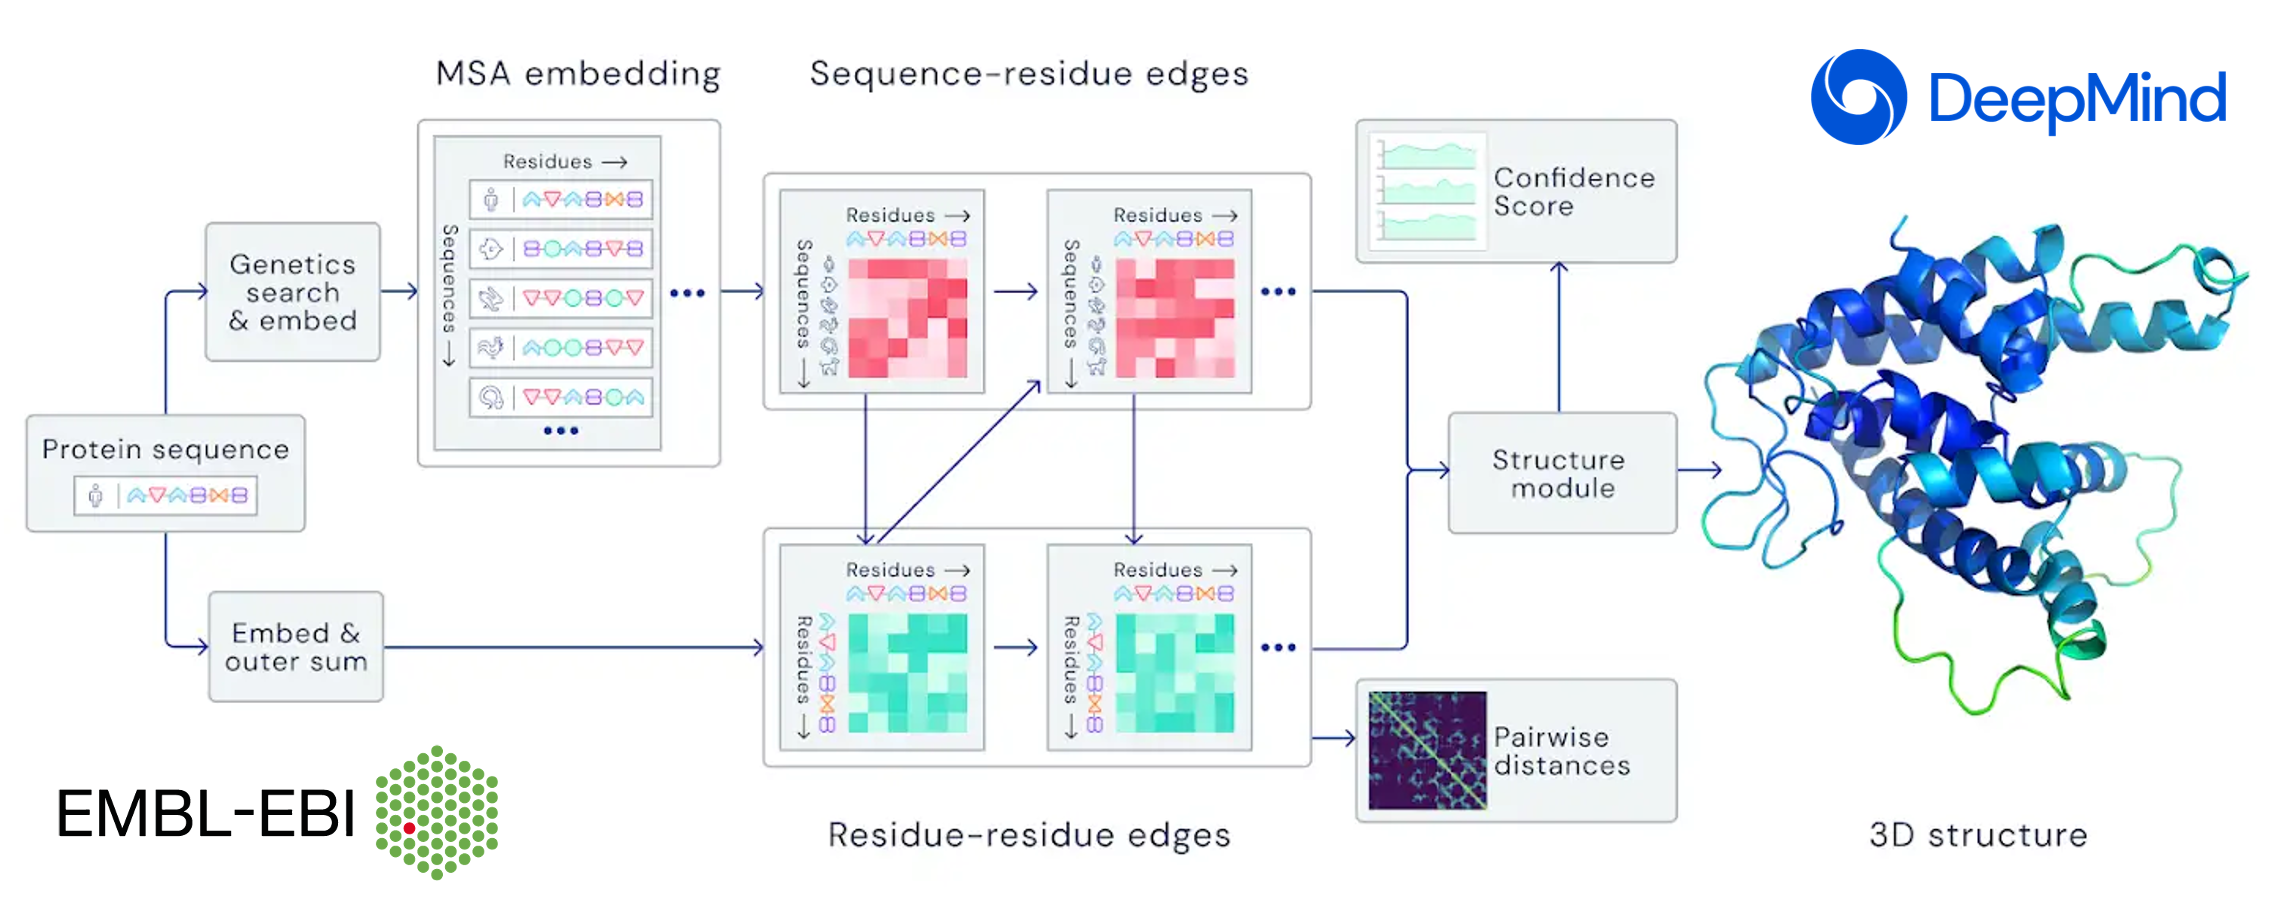 MSA embedding
Sequence-residue edges
DeepMind
Residues →
Sequences →
Genetics
search
& embed
Protein sequence
Embed &
outer sum
Residues →
Sequences →
Residues →
Sequences →
Residues →
Residues →
Residues →
Residues →
Confidence
Score
Structure
module
Pairwise
distances
EMBL-EBI
Residue-residue edges
3D structure